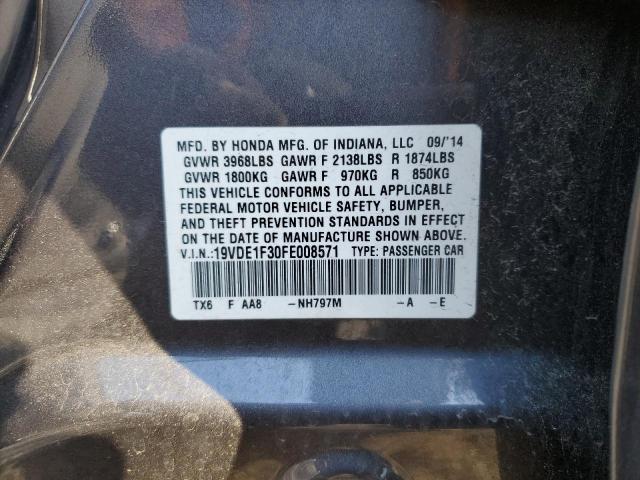 MFD. BY HONDA MFG. OF INDIANA, LLC 09/'14
GVWR 3968LBS GAWR F 2138LBS R 1874LBS
GVWR 1800KG GAWR F 970KG R 850KG
THIS VEHICLE CONFORMS TO ALL APPLICABLE
FEDERAL MOTOR VEHICLE SAFETY, BUMPER,
AND THEFT PREVENTION STANDARDS IN EFFECT
ON THE DATE OF MANUFACTURE SHOWN ABOVE.
V.I.N.:19VDE1F30FE008571 TYPE: PASSENGER CAR
TX6 F AA8 -NH797M -A -E